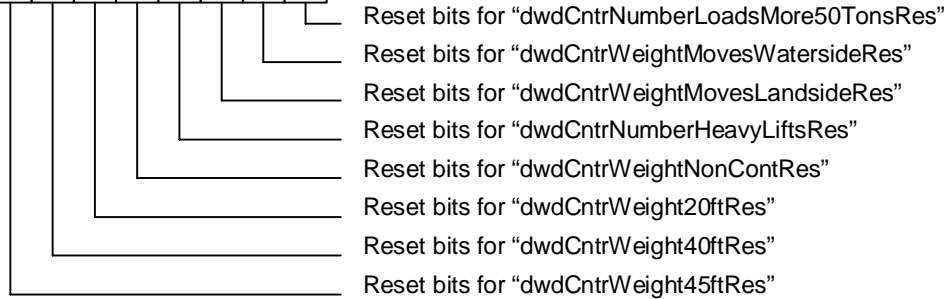 Reset bits for “dwdCntrNumberLoadsMore50TonsRes”
Reset bits for “dwdCntrWeightMovesWatersideRes”
Reset bits for “dwdCntrWeightMovesLandsideRes”
Reset bits for “dwdCntrNumberHeavyLiftsRes”
Reset bits for “dwdCntrWeightNonContRes”
Reset bits for “dwdCntrWeight20ftRes”
Reset bits for “dwdCntrWeight40ftRes”
Reset bits for “dwdCntrWeight45ftRes”